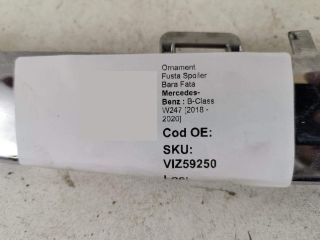 Ornament
Fusta Spoiler
Bara Fata
Mercedes-
Benz : B-Class
W247 [2018 -
2020]
Cod OE:
SKU:
VIZ59250